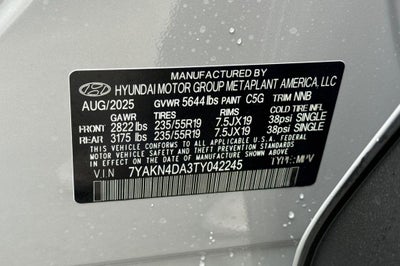 HYUNDAI MOTOR GROUP METAPLANT AMERICA, LLC
AUG/2025 GVWR 5644 lbs PAINT C5G TRIM NNB
GAWR TIRES RIMS COLD TIRE INFL
FRONT 2822 lbs 235/55R19 7.5JX19 38psi SINGLE
REAR 3175 lbs 235/55R19 7.5JX19 38psi SINGLE
THIS VEHICLE CONFORMS TO ALL APPLICABLE U.S.A. FEDERAL
MOTOR VEHICLE SAFETY AND THEFT PREVENTION STANDARDS
IN EFFECT ON THE DATE OF MANUFACTURE SHOWN ABOVE.
VIN 7YAKN4DA3TY042245 TYPE:MPV